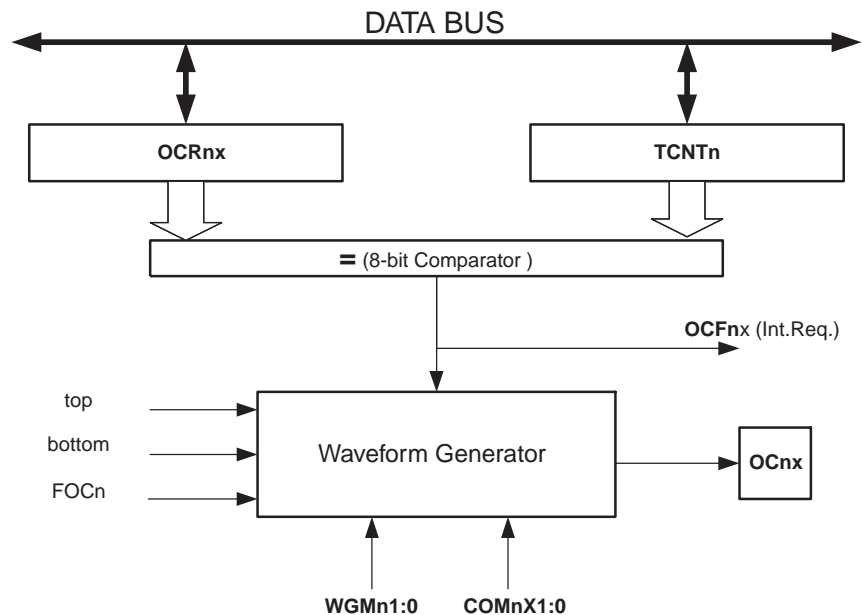 DATA BUS
OCRnx
TCNTn
= (8-bit Comparator )
OCFnx (Int.Req.)
top
bottom
FOCn
Waveform Generator
OCnx
WGMn1:0
COMnX1:0